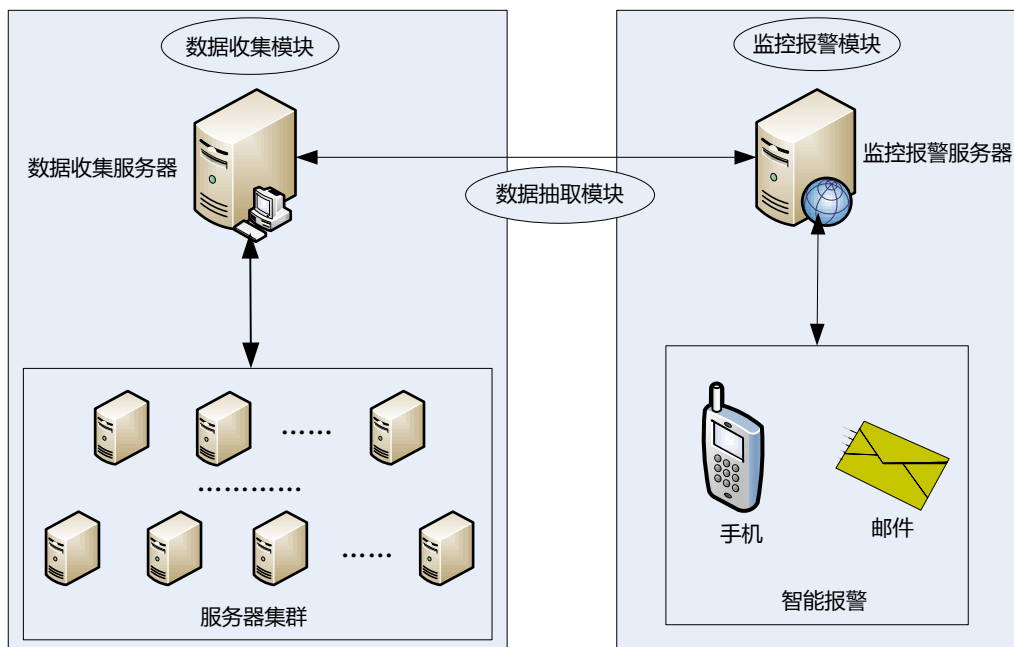 数据收集模块
监控报警模块
数据收集服务器
监控报警服务器
数据抽取模块
……
…………
……
服务器集群
手机
邮件
智能报警